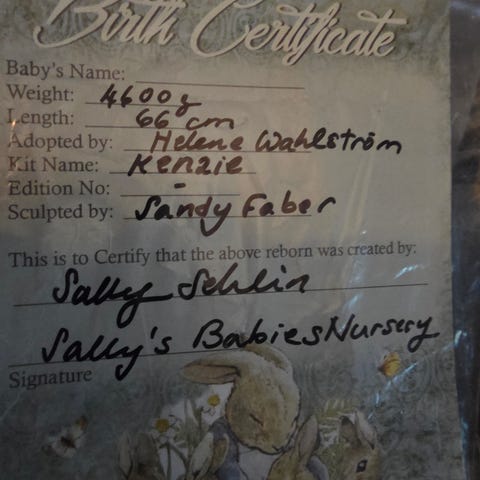 Birth Certificate
Baby's Name:
Weight: 4600g
Length: 66 cm
Adopted by: Helene Wahlström
Kit Name: Kenzie
Edition No: -
Sculpted by: Sandy Faber
This is to Certify that the above reborn was created by:
Sally Sehlin
Sally's Babies Nursery
Signature